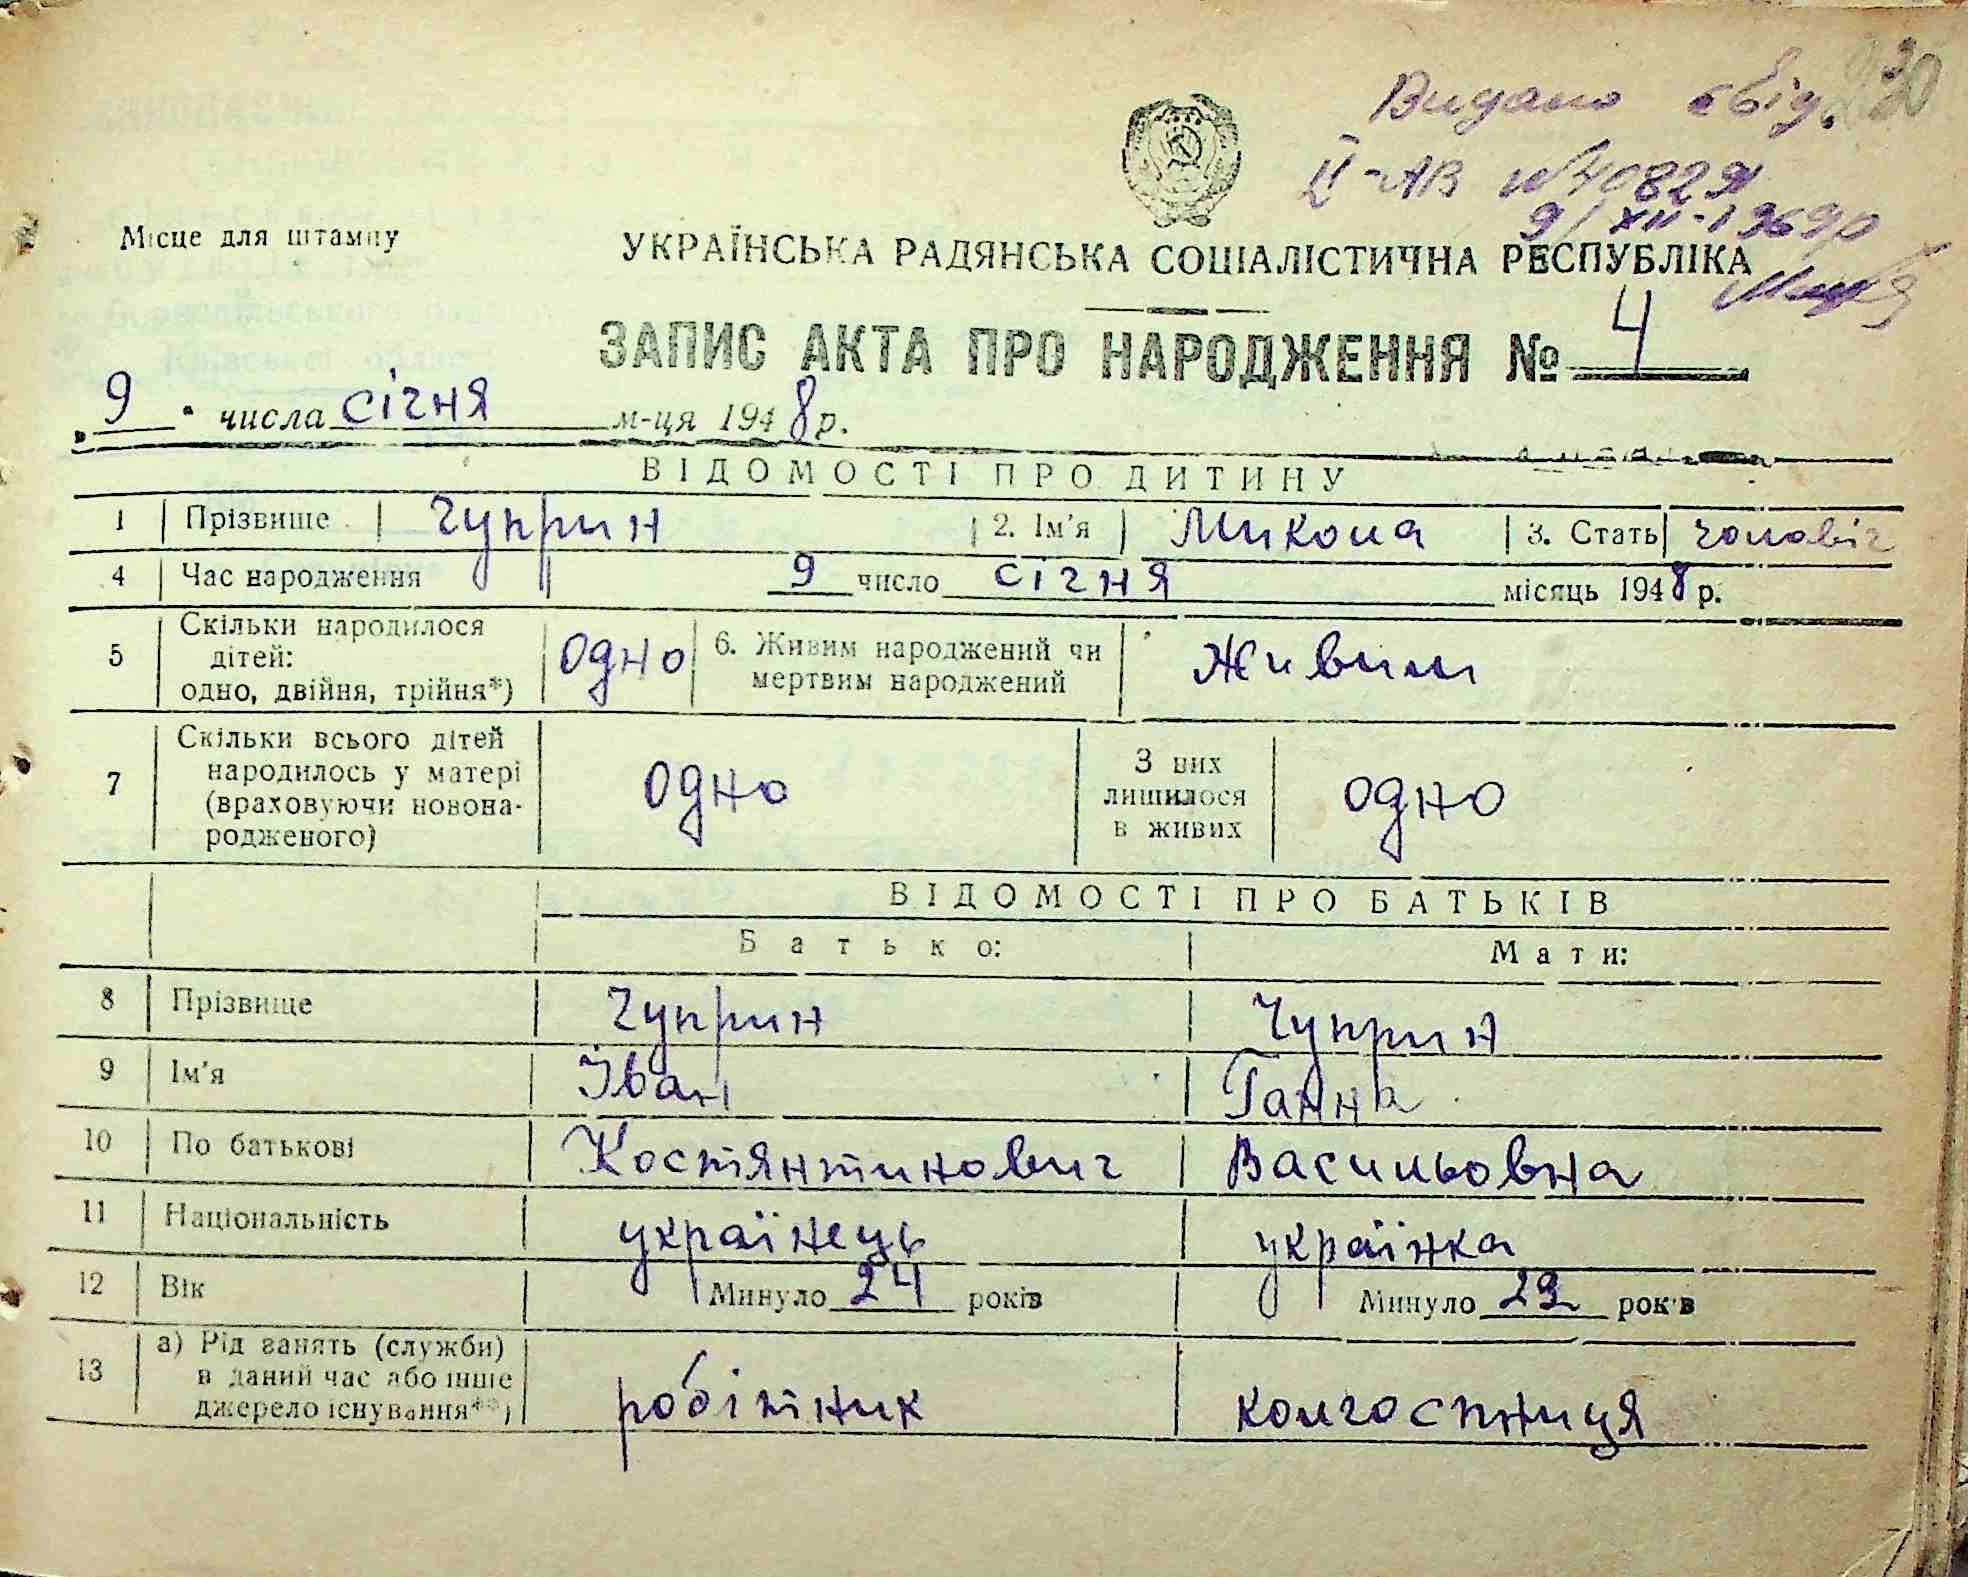 30
Видано свід.
ІІ-АВ №408291
9/XII-1969р
Місце для штампу
УКРАЇНСЬКА РАДЯНСЬКА СОЦІАЛІСТИЧНА РЕСПУБЛІКА
ЗАПИС АКТА ПРО НАРОДЖЕННЯ № 4
„ 9 “ числа січня м-ця 1948 р.
ВІДОМОСТІ ПРО ДИТИНУ
1 Прізвище Чуприн 2. Ім'я Микола 3. Стать чоловіч
4 Час народження 9 число січня місяць 1948 р.
5 Скільки народилося дітей: одно, двійня, трійня*) одно 6. Живим народжений чи мертвим народжений Живим
7 Скільки всього дітей народилось у матері (враховуючи новонародженого) одно З них лишилося в живих одно
ВІДОМОСТІ ПРО БАТЬКІВ
Батько: Мати:
8 Прізвище Чуприн Чуприн
9 Ім'я Іван Ганна
10 По батькові Костянтинович Васильовна
11 Національність українець українка
12 Вік Минуло 24 років Минуло 22 років
13 а) Рід занять (служби) в даний час або інше джерело існування**) робітник колгоспниця